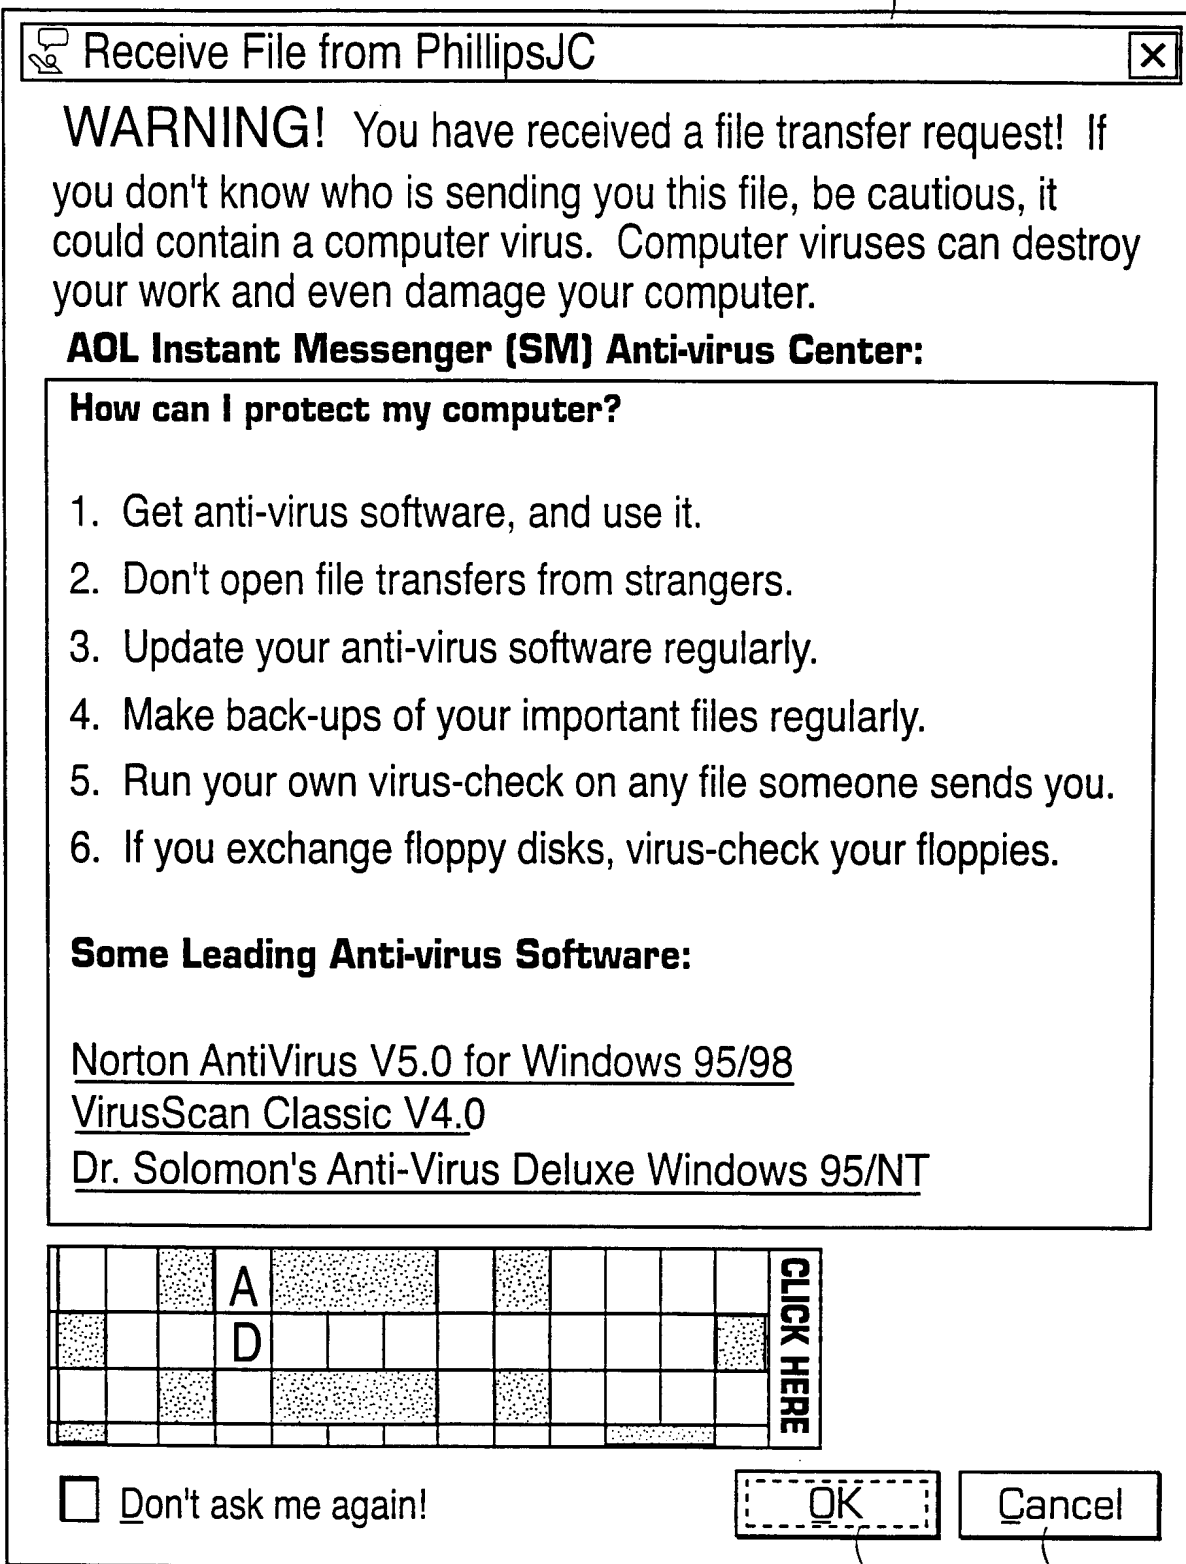 Receive File from PhillipsJC
WARNING! You have received a file transfer request! If
you don't know who is sending you this file, be cautious, it
could contain a computer virus. Computer viruses can destroy
your work and even damage your computer.
AOL Instant Messenger (SM) Anti-virus Center:
How can I protect my computer?
1. Get anti-virus software, and use it.
2. Don't open file transfers from strangers.
3. Update your anti-virus software regularly.
4. Make back-ups of your important files regularly.
5. Run your own virus-check on any file someone sends you.
6. If you exchange floppy disks, virus-check your floppies.
Some Leading Anti-virus Software:
Norton AntiVirus V5.0 for Windows 95/98
VirusScan Classic V4.0
Dr. Solomon's Anti-Virus Deluxe Windows 95/NT
A
D
CLICK HERE
Don't ask me again!
OK
Cancel